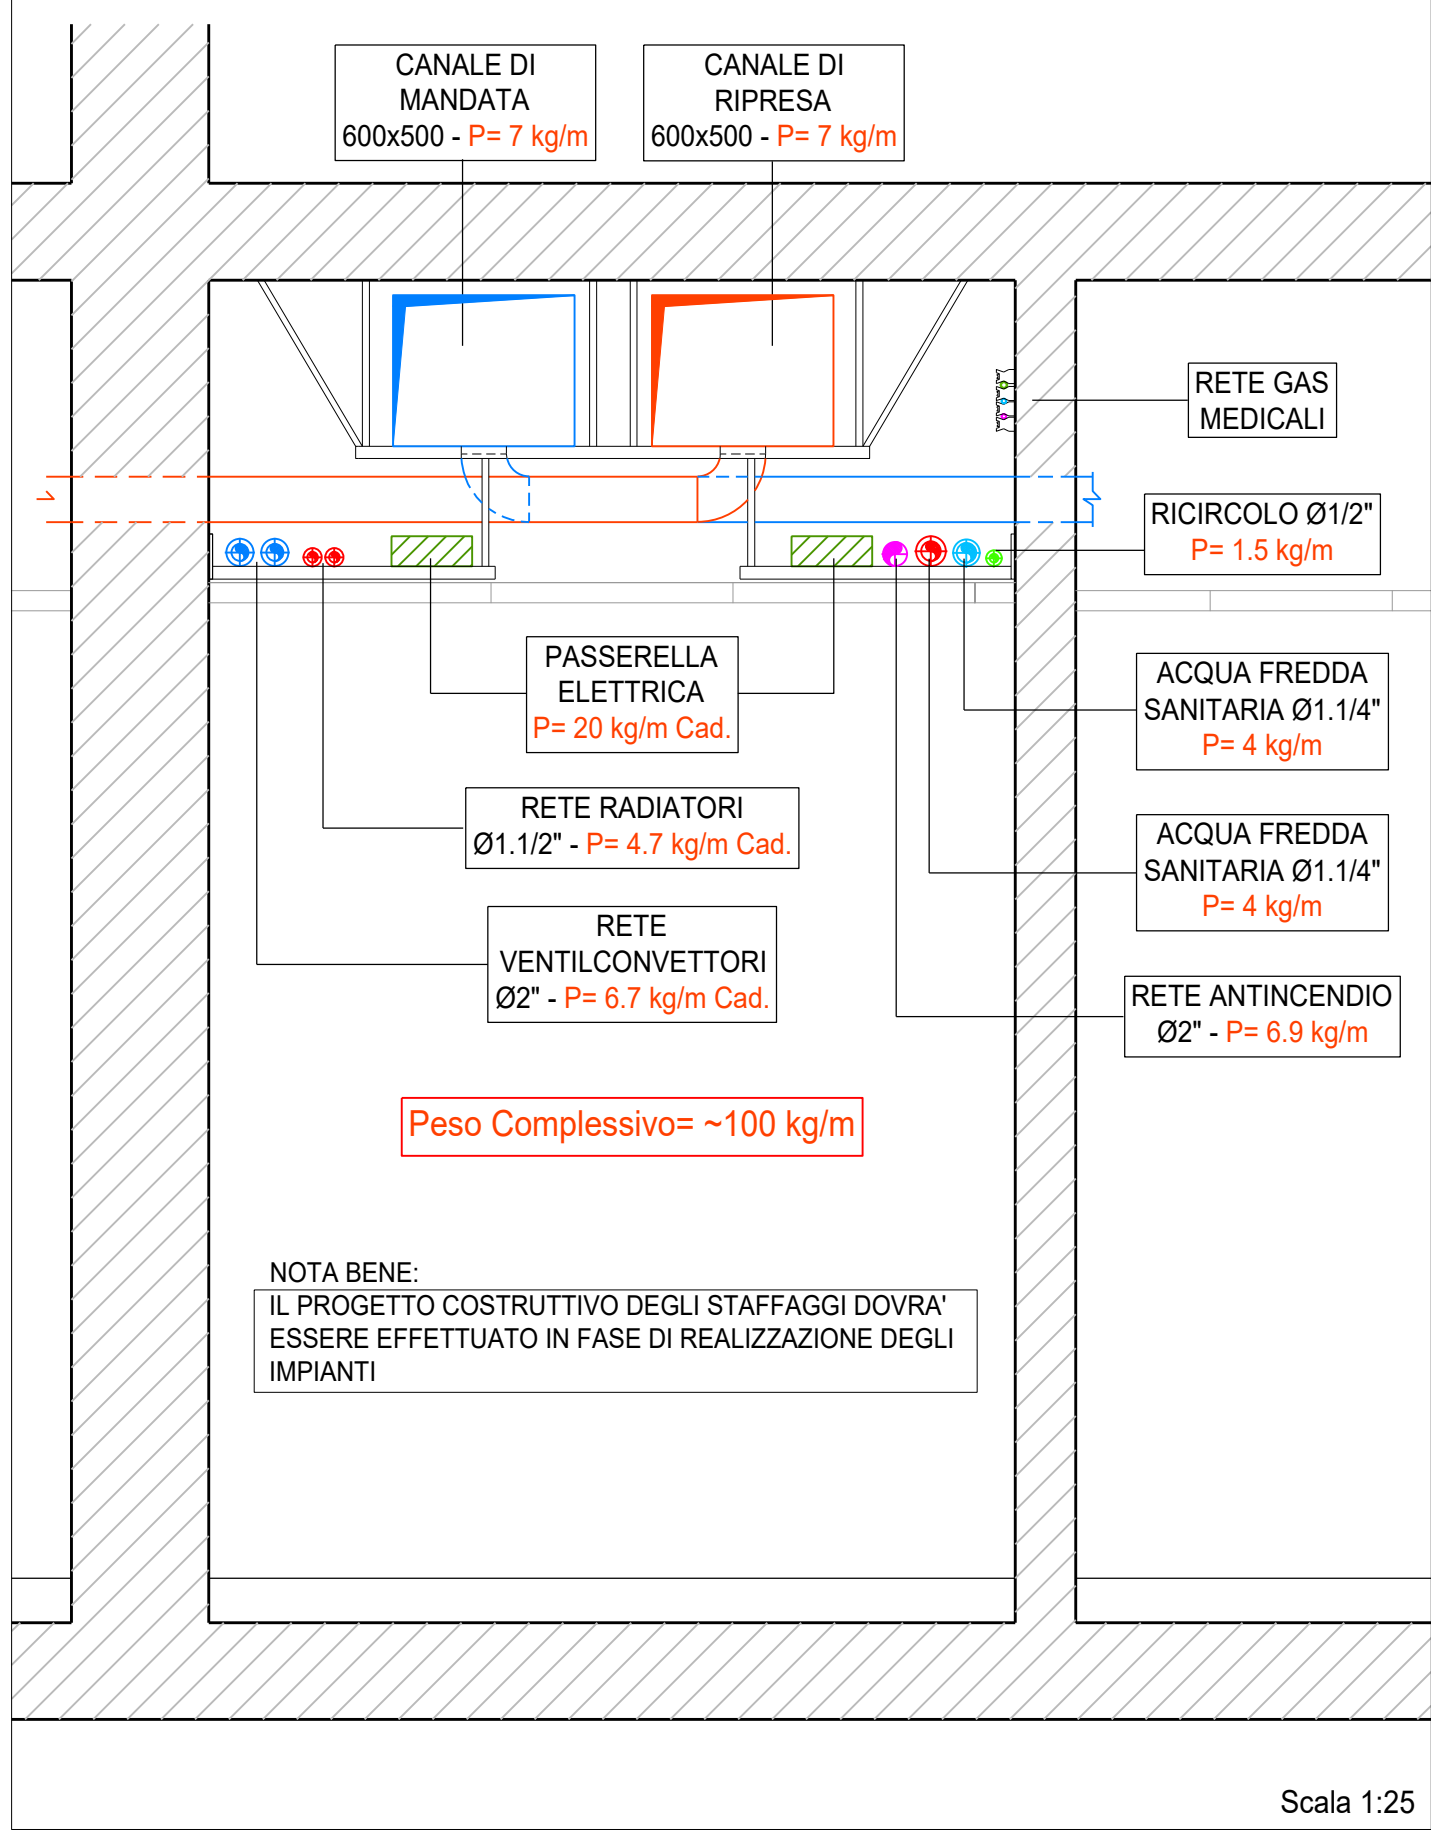 CANALE DI
MANDATA
600x500 - P= 7 kg/m
CANALE DI
RIPRESA
600x500 - P= 7 kg/m
RETE GAS
MEDICALI
RICIRCOLO Ø1/2"
P= 1.5 kg/m
PASSERELLA
ELETTRICA
P= 20 kg/m Cad.
ACQUA FREDDA
SANITARIA Ø1.1/4"
P= 4 kg/m
RETE RADIATORI
Ø1.1/2" - P= 4.7 kg/m Cad.
ACQUA FREDDA
SANITARIA Ø1.1/4"
P= 4 kg/m
RETE
VENTILCONVETTORI
Ø2" - P= 6.7 kg/m Cad.
RETE ANTINCENDIO
Ø2" - P= 6.9 kg/m
Peso Complessivo= ~100 kg/m
NOTA BENE:
IL PROGETTO COSTRUTTIVO DEGLI STAFFAGGI DOVRA'
ESSERE EFFETTUATO IN FASE DI REALIZZAZIONE DEGLI
IMPIANTI
Scala 1:25